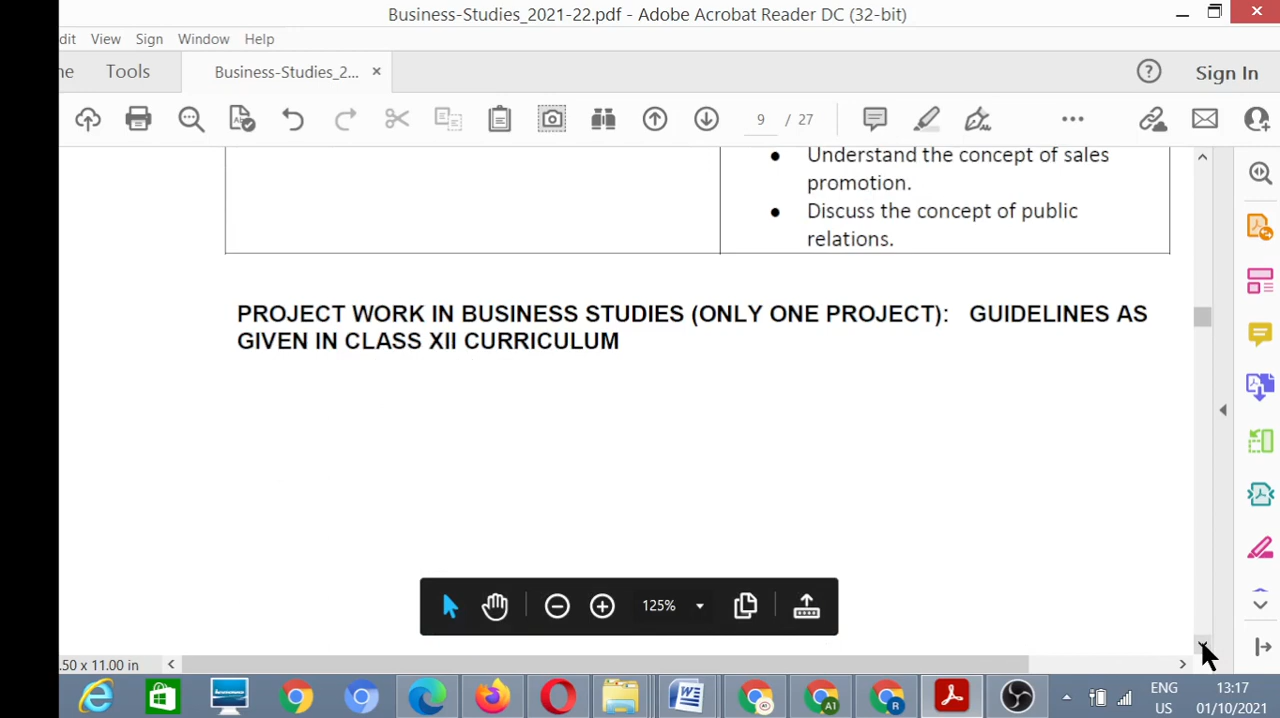 Business-Studies_2021-22.pdf - Adobe Acrobat Reader DC (32-bit)
dit View Sign Window Help
ne Tools Business-Studies_2... ×
Sign In
9 / 27
• Understand the concept of sales
promotion.
• Discuss the concept of public
relations.
PROJECT WORK IN BUSINESS STUDIES (ONLY ONE PROJECT): GUIDELINES AS
GIVEN IN CLASS XII CURRICULUM
125%
.50 x 11.00 in
ENG 13:17
US 01/10/2021